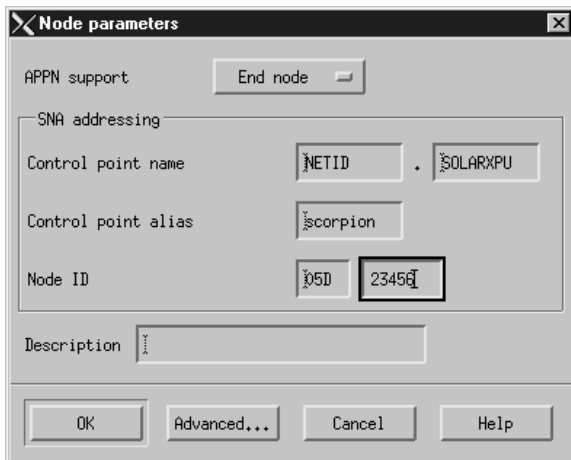 Node parameters
APPN support End node
SNA addressing
Control point name NETID . SOLARXPU
Control point alias scorpion
Node ID 05D 23456
Description
OK Advanced... Cancel Help